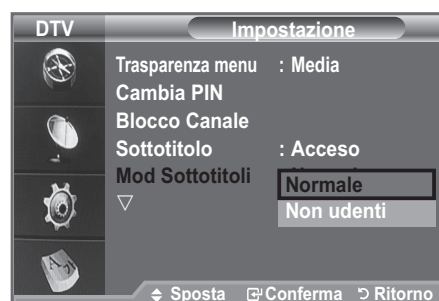 DTV Impostazione
Trasparenza menu : Media
Cambia PIN
Blocco Canale
Sottotitolo : Acceso
Mod Sottotitoli
Normale
Non udenti
Sposta Conferma Ritorno